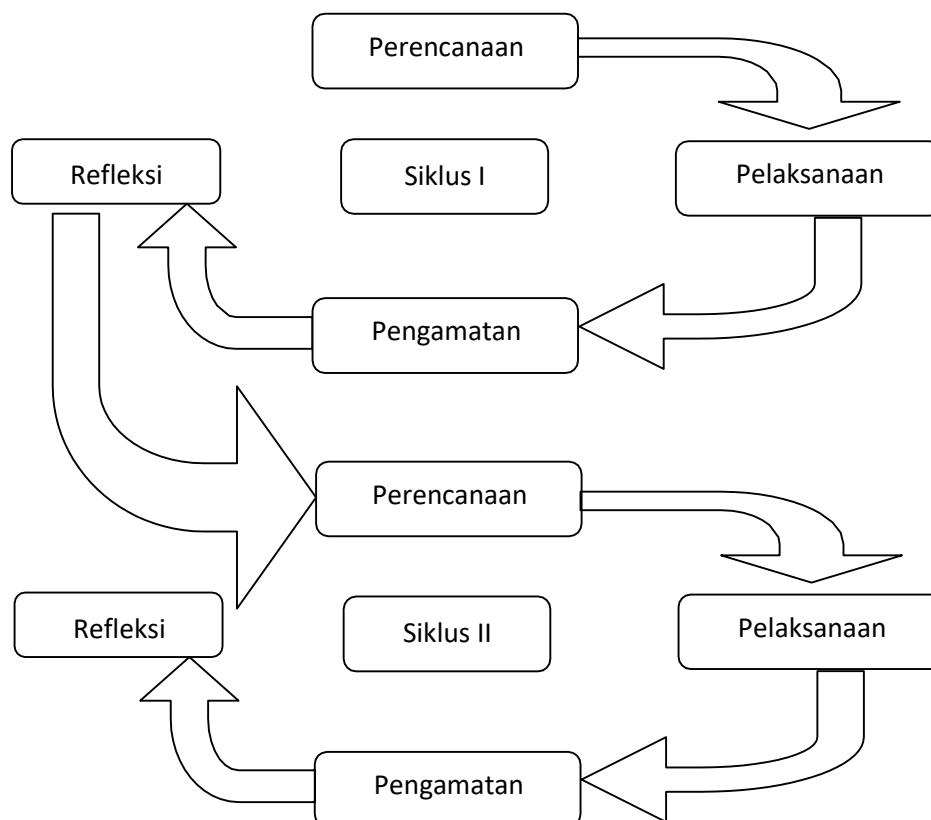 Perencanaan
Refleksi
Siklus I
Pelaksanaan
Pengamatan
Perencanaan
Refleksi
Siklus II
Pelaksanaan
Pengamatan